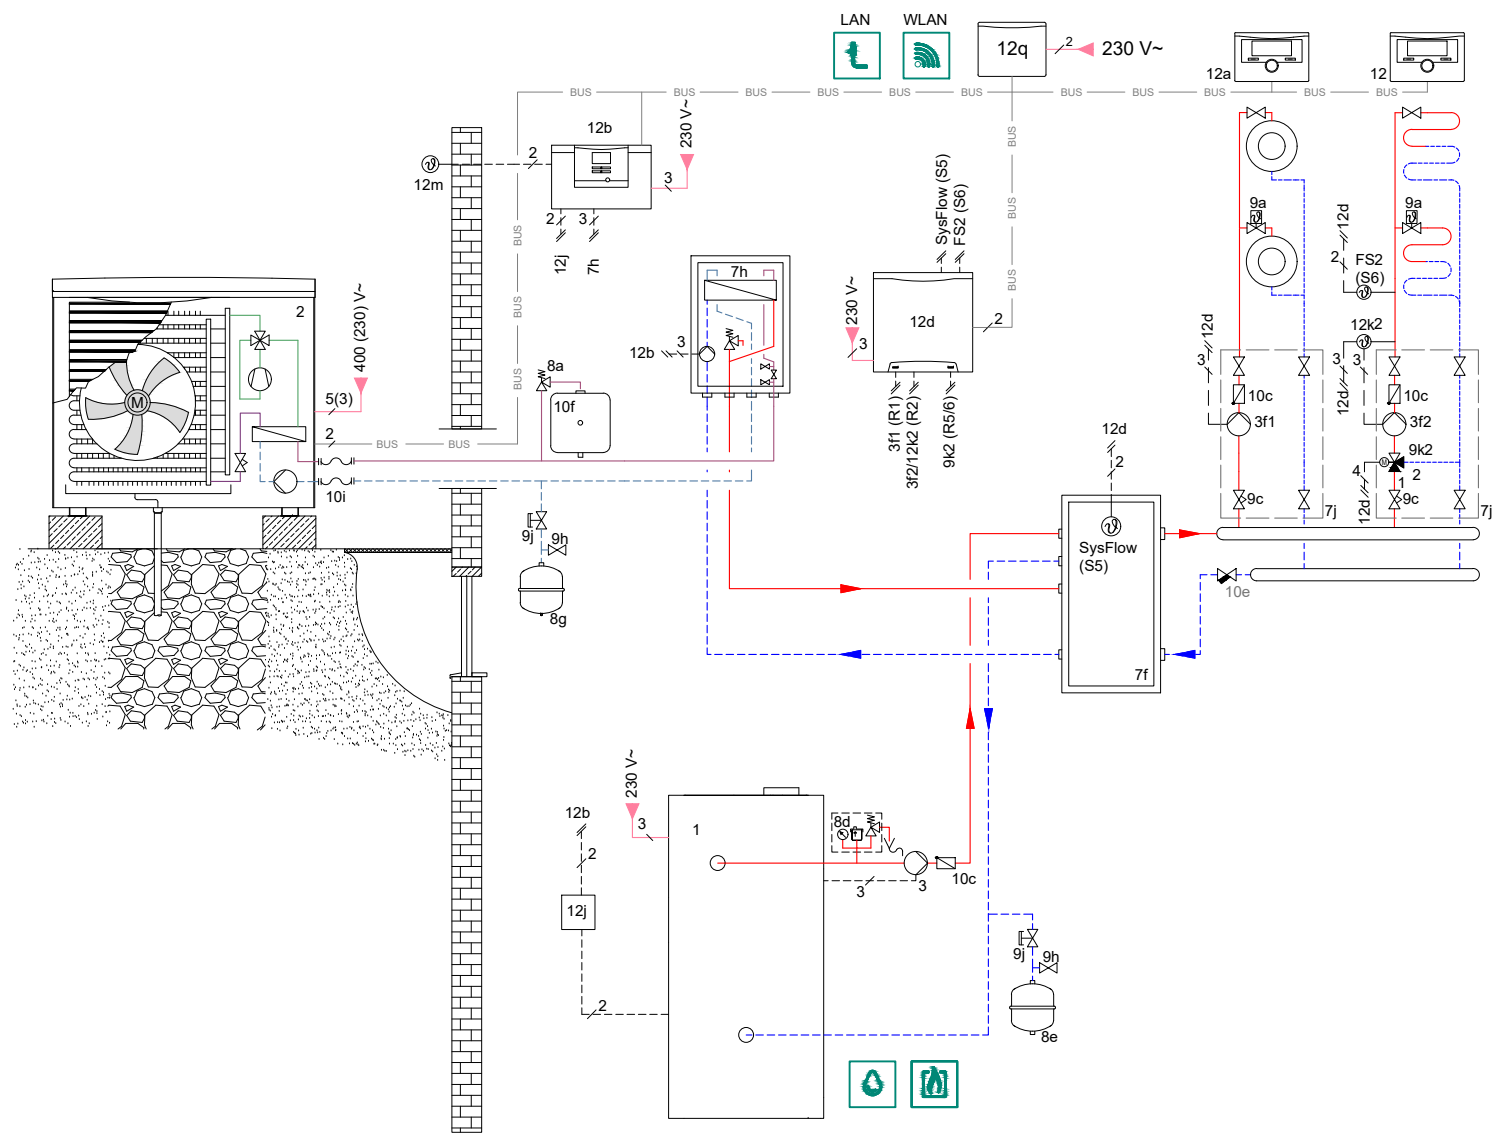 LAN
WLAN
12q
2
230 V~
12a
12
BUS
BUS
BUS
BUS
BUS
BUS
BUS
BUS
BUS
BUS
BUS
BUS
12b
230 V~
2
12m
3
2
3
12j
7h
BUS
BUS
BUS
BUS
SysFlow (S5)
FS2 (S6)
BUS
BUS
9a
9a
12d
2
FS2
(S6)
7h
12b
3
230 V~
3
12d
2
2
M
400 (230) V~
5(3)
2
BUS
BUS
8a
10f
10i
3f1 (R1)
3f2/12k2 (R2)
9k2 (R5/6)
12d
3
12k2
3
3
12d
10c
3f1
10c
3f2
9k2
M
4
2
1
12d
9c
9c
7j
7j
12d
2
SysFlow
(S5)
7f
10e
9j
9h
8g
230 V~
3
12b
2
12j
2
1
8d
3
3
10c
9j
9h
8e